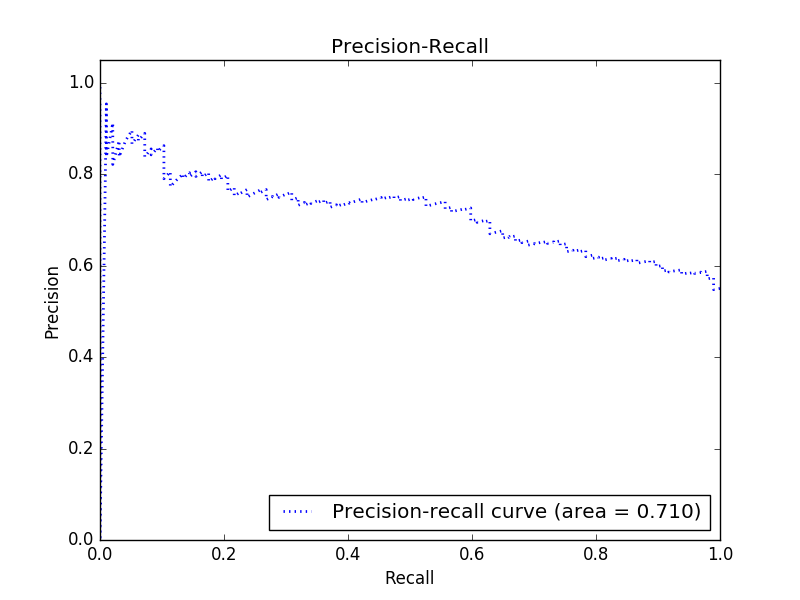 Precision-Recall
1.0
0.8
0.6
0.4
0.2
0.0
Precision
0.0 0.2 0.4 0.6 0.8 1.0
Recall
Precision-recall curve (area = 0.710)